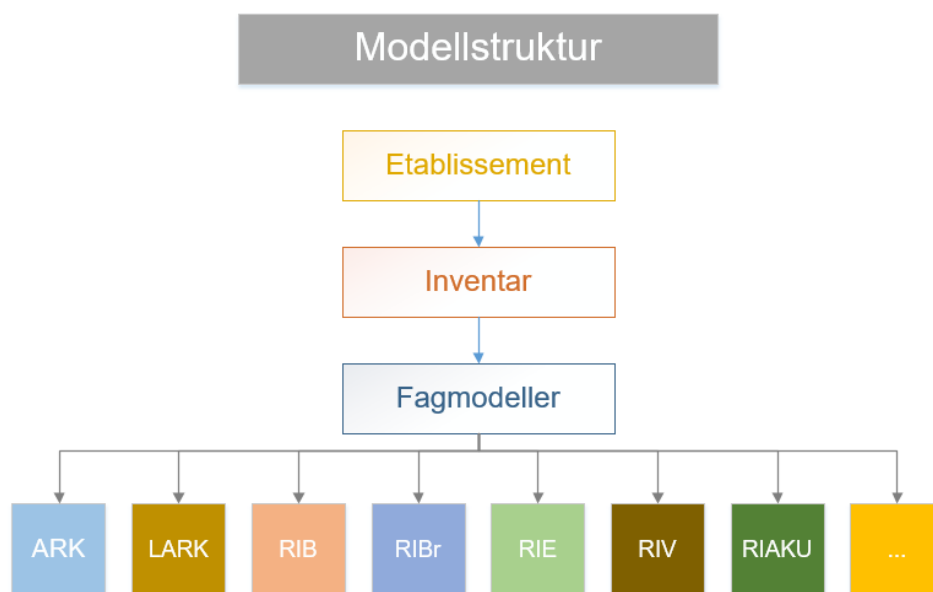 Modellstruktur
Etablissement
Inventar
Fagmodeller
ARK
LARK
RIB
RIBr
RIE
RIV
RIAKU
...